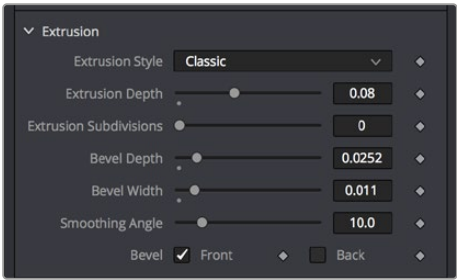 Extrusion
Extrusion Style Classic
Extrusion Depth 0.08
Extrusion Subdivisions 0
Bevel Depth 0.0252
Bevel Width 0.011
Smoothing Angle 10.0
Bevel Front Back